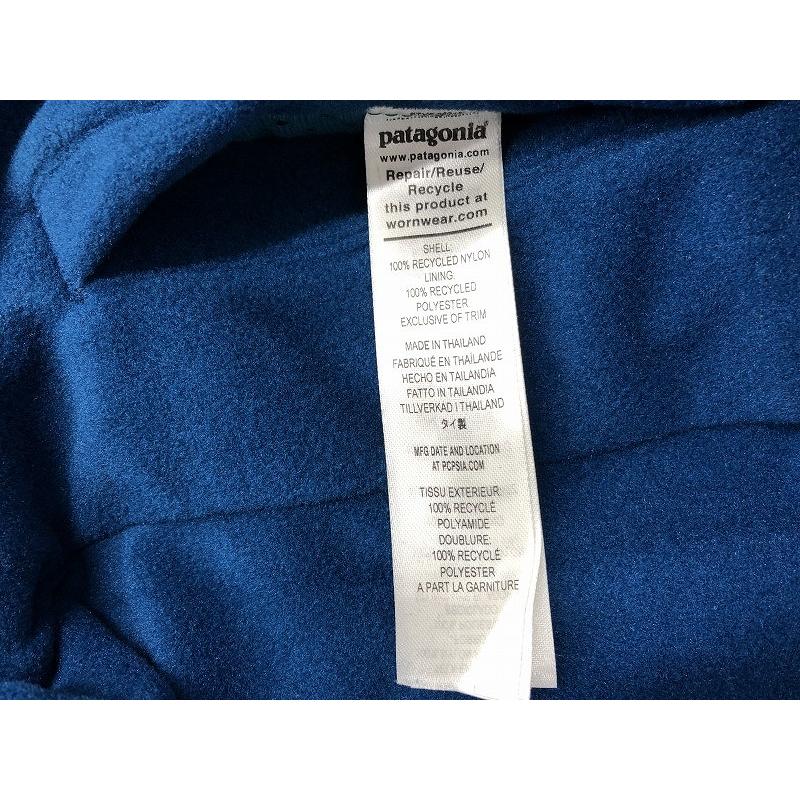 patagonia®
www.patagonia.com
Repair/Reuse/
Recycle
this product at
wornwear.com
SHELL:
100% RECYCLED NYLON
LINING:
100% RECYCLED
POLYESTER.
EXCLUSIVE OF TRIM
MADE IN THAILAND
FABRIQUÉ EN THAÏLANDE
HECHO EN TAILANDIA
FATTO IN TAILANDIA
TILLVERKAD I THAILAND
タイ製
MFG DATE AND LOCATION
AT PCPSIA.COM
TISSU EXTERIEUR:
100% RECYCLÉ
POLYAMIDE
DOUBLURE:
100% RECYCLÉ
POLYESTER
A PART LA GARNITURE